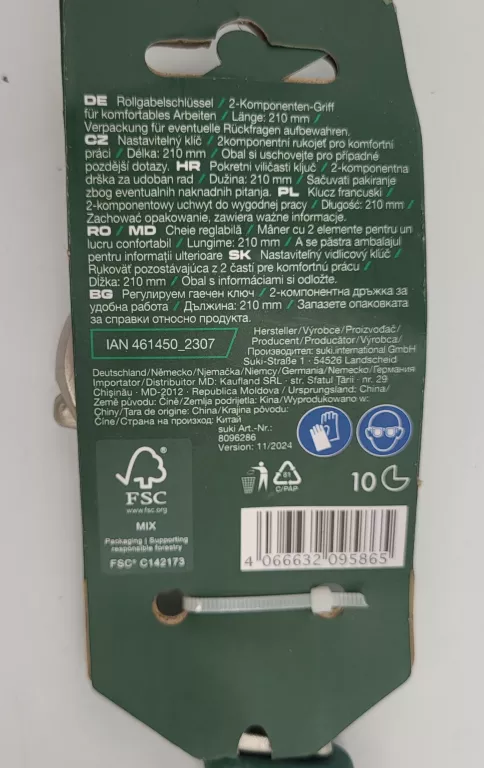 DE Rollgabelschlüssel / 2-Komponenten-Griff
für komfortables Arbeiten / Länge: 210 mm /
Verpackung für eventuelle Rückfragen aufbewahren.
CZ Nastavitelný klíč / 2komponentní rukojeť pro komfortní
práci / Délka: 210 mm / Obal si uschovejte pro případné
pozdější dotazy. HR Pokretni viličasti ključ / 2-komponentna
drška za udoban rad / Dužina: 210 mm / Sačuvati pakiranje
zbog eventualnih naknadnih pitanja. PL Klucz francuski /
2-komponentowy uchwyt do wygodnej pracy / Długość: 210 mm /
Zachować opakowanie, zawiera ważne informacje.
RO / MD Cheie reglabilă / Mâner cu 2 elemente pentru un
lucru confortabil / Lungime: 210 mm / A se păstra ambalajul
pentru informații ulterioare SK Nastaviteľný vidlicový kľúč /
Rukoväť pozostávajúca z 2 častí pre komfortnú prácu /
Dĺžka: 210 mm / Obal s informáciami si odložte.
BG Регулируем гаечен ключ / 2-компонентна дръжка за
удобна работа / Дължина: 210 mm / Запазете опаковката
за справки относно продукта.
IAN 461450_2307
Hersteller/Výrobce/Proizvođač/
Producent/Producător/Výrobca/
Производител: suki.international GmbH
Suki-Straße 1 · 54526 Landscheid
Deutschland/Německo/Njemačka/Niemcy/Germania/Nemecko/Германия
Importator/Distribuitor MD: Kaufland SRL · str. Sfatul Țării · nr. 29
Chișinău · MD-2012 · Republica Moldova / Ursprungsland: China/
Země původu: Čína/Zemlja podrijetla: Kina/Wyprodukowano w:
Chiny/Țara de origine: China/Krajina pôvodu:
Čína/Страна на произход: Китай
suki Art.-Nr.:
8096286
Version: 11/2024
FSC
www.fsc.org
MIX
Packaging | Supporting
responsible forestry
FSC® C142173
81
C/PAP
10
4 066632 095865